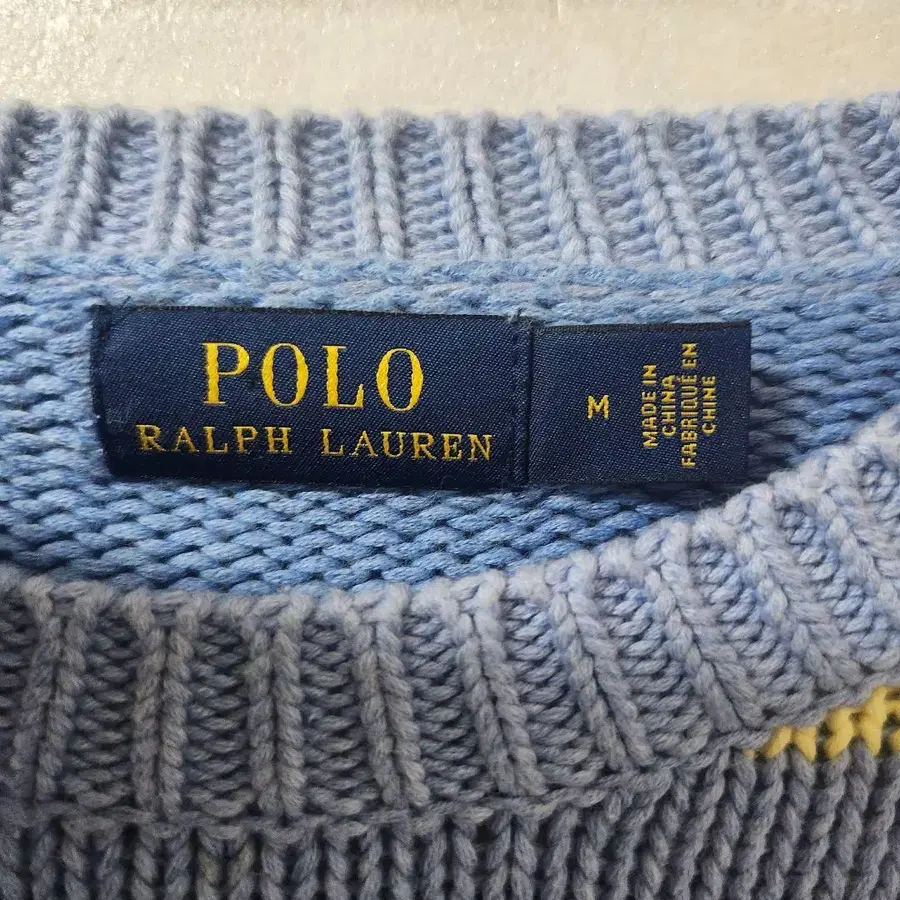 POLO
RALPH LAUREN
M
MADE IN
CHINA
FABRIQUÉ EN
CHINE